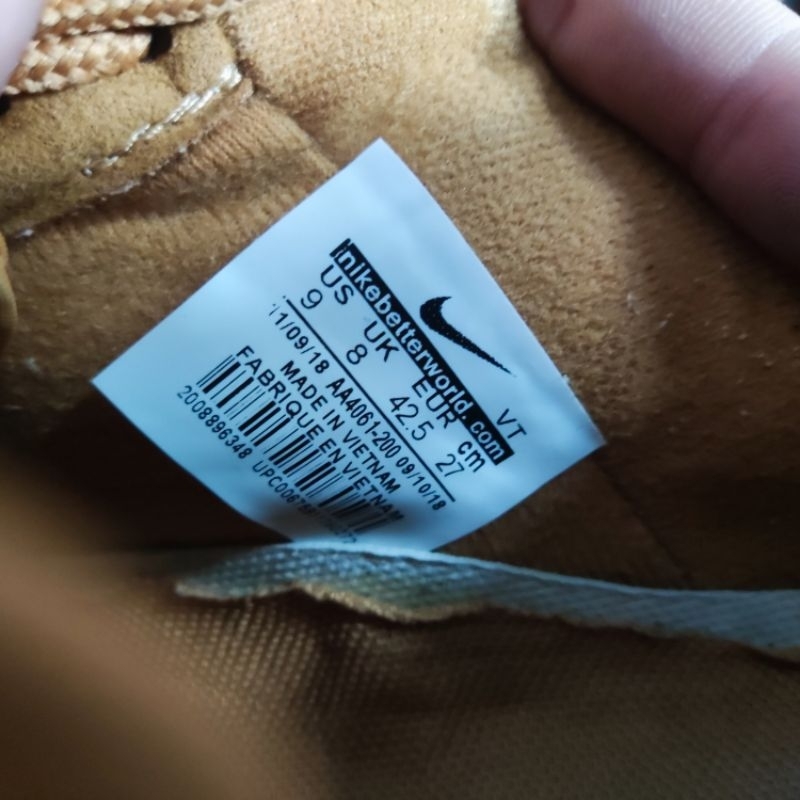 VT
nikebetterworld.com
US UK EUR cm
9 8 42.5 27
11/09/18 AA4061-200 09/10/18
MADE IN VIETNAM
FABRIQUE EN VIETNAM
2008896348